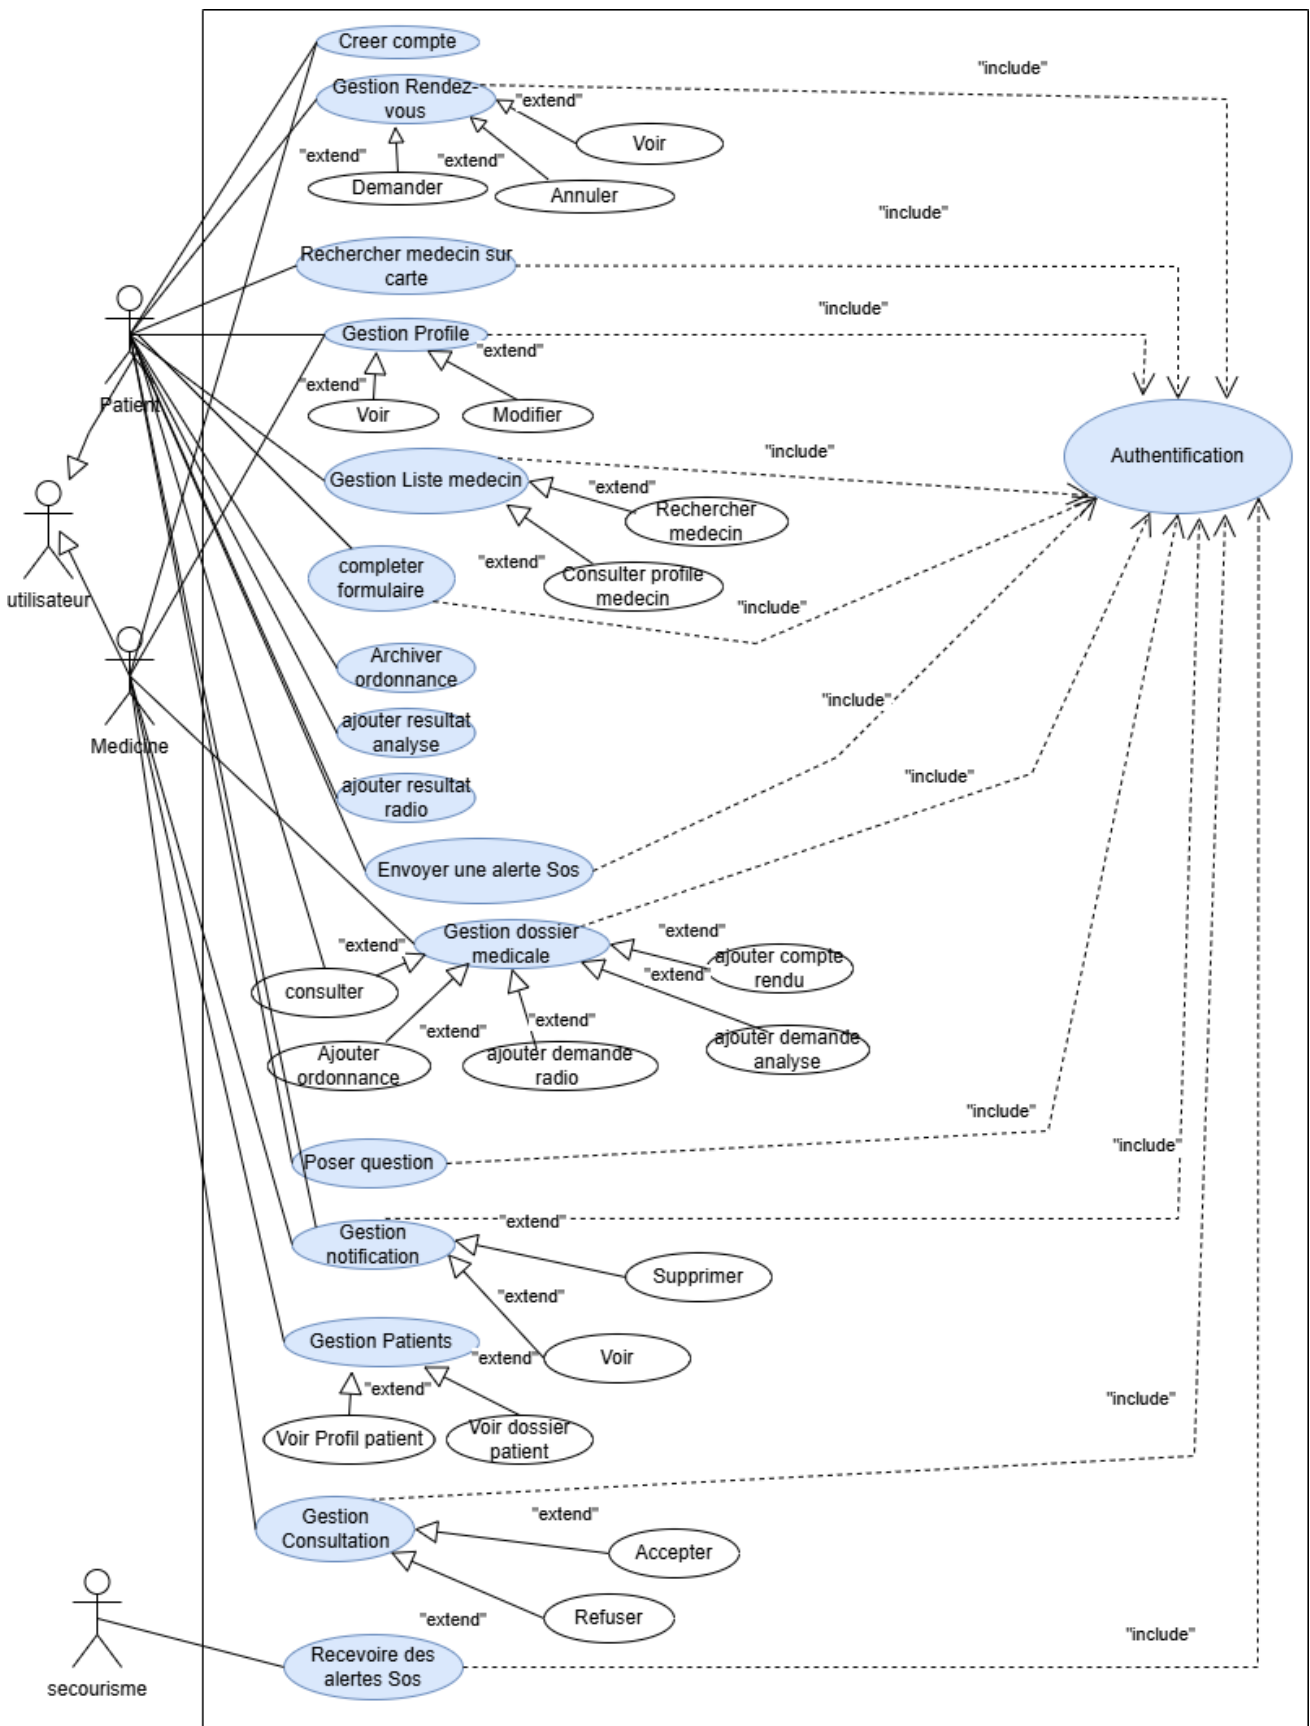 Creer compte
"include"
Gestion Rendez-
vous
"extend"
Voir
"extend"
"extend"
Demander
Annuler
"include"
Rechercher medecin sur
carte
"include"
Gestion Profile
"extend"
"extend"
Patient
Voir
Modifier
"include"
Authentification
Gestion Liste medecin
"extend"
Rechercher
medecin
"extend"
completer
formulaire
Consulter profile
medecin
utilisateur
"include"
Archiver
ordonnance
"include"
ajouter resultat
analyse
Medicine
"include"
ajouter resultat
radio
Envoyer une alerte Sos
Gestion dossier
medicale
"extend"
"extend"
ajouter compte
rendu
"extend"
consulter
"extend"
"extend"
ajouter demande
analyse
Ajouter
ordonnance
ajouter demande
radio
"include"
"include"
Poser question
"extend"
Gestion
notification
Supprimer
"extend"
Gestion Patients
"extend"
Voir
"extend"
"include"
Voir Profil patient
Voir dossier
patient
Gestion
Consultation
"extend"
Accepter
Refuser
"extend"
"include"
Recevoire des
alertes Sos
secourisme